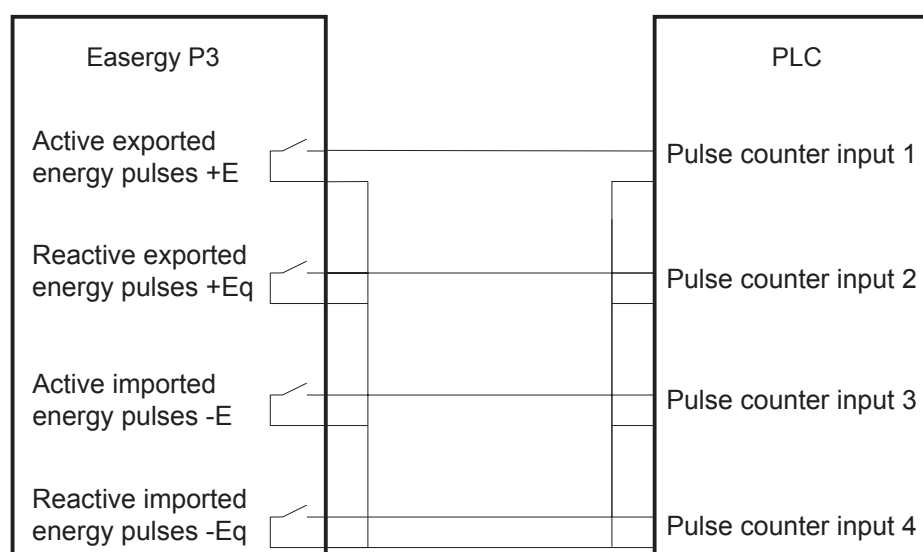 Easergy P3
PLC
Active exported
energy pulses +E
Pulse counter input 1
Reactive exported
energy pulses +Eq
Pulse counter input 2
Active imported
energy pulses -E
Pulse counter input 3
Reactive imported
energy pulses -Eq
Pulse counter input 4